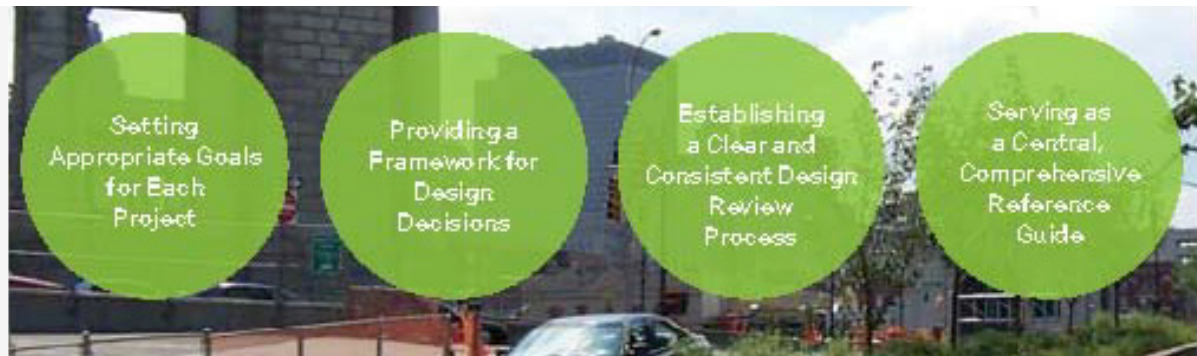 Setting
Appropriate Goals
for Each
Project
Providing a
Framework for
Design
Decisions
Establishing
a Clear and
Consistent Design
Review
Process
Serving as
a Central,
Comprehensive
Reference
Guide